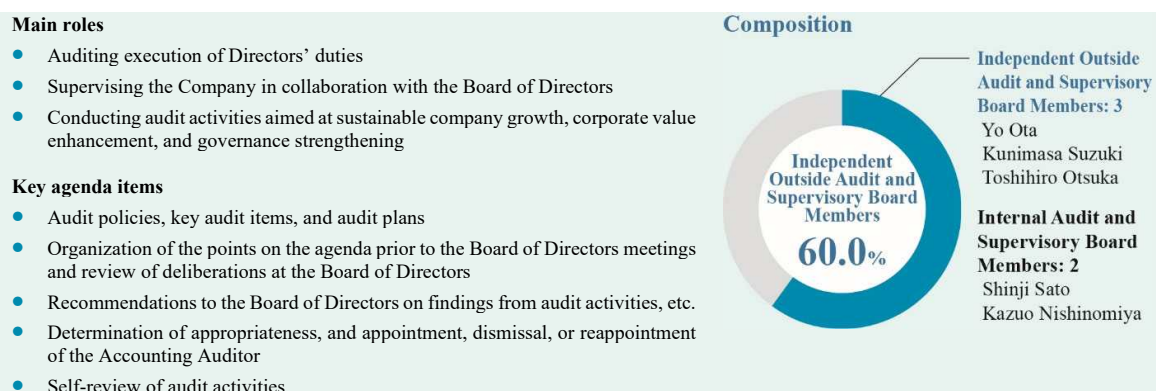 Main roles
● Auditing execution of Directors’ duties
● Supervising the Company in collaboration with the Board of Directors
● Conducting audit activities aimed at sustainable company growth, corporate value
enhancement, and governance strengthening
Key agenda items
● Audit policies, key audit items, and audit plans
● Organization of the points on the agenda prior to the Board of Directors meetings
and review of deliberations at the Board of Directors
● Recommendations to the Board of Directors on findings from audit activities, etc.
● Determination of appropriateness, and appointment, dismissal, or reappointment
of the Accounting Auditor
● Self-review of audit activities
Composition
Independent Outside
Audit and Supervisory
Board Members: 3
Yo Ota
Kunimasa Suzuki
Toshihiro Otsuka
Independent
Outside Audit and
Supervisory Board
Members
60.0%
Internal Audit and
Supervisory Board
Members: 2
Shinji Sato
Kazuo Nishinomiya